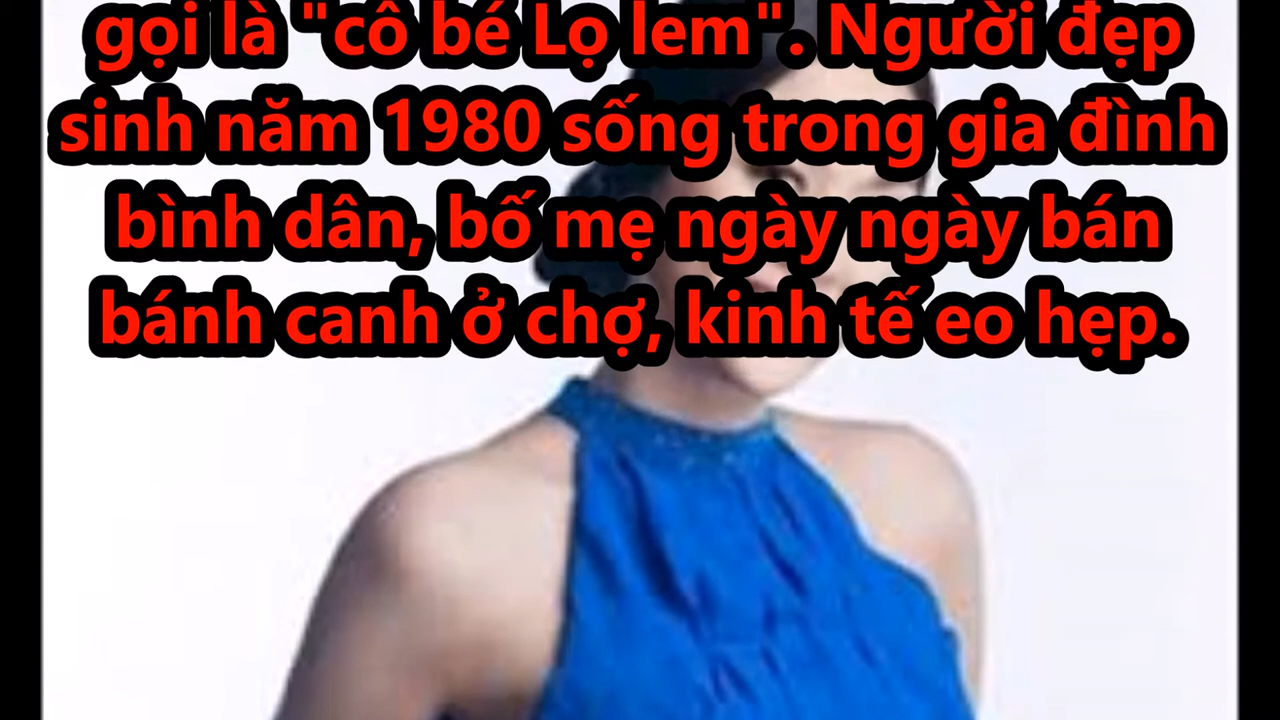 gọi là "cô bé Lọ lem". Người đẹp
sinh năm 1980 sống trong gia đình
bình dân, bố mẹ ngày ngày bán
bánh canh ở chợ, kinh tế eo hẹp.